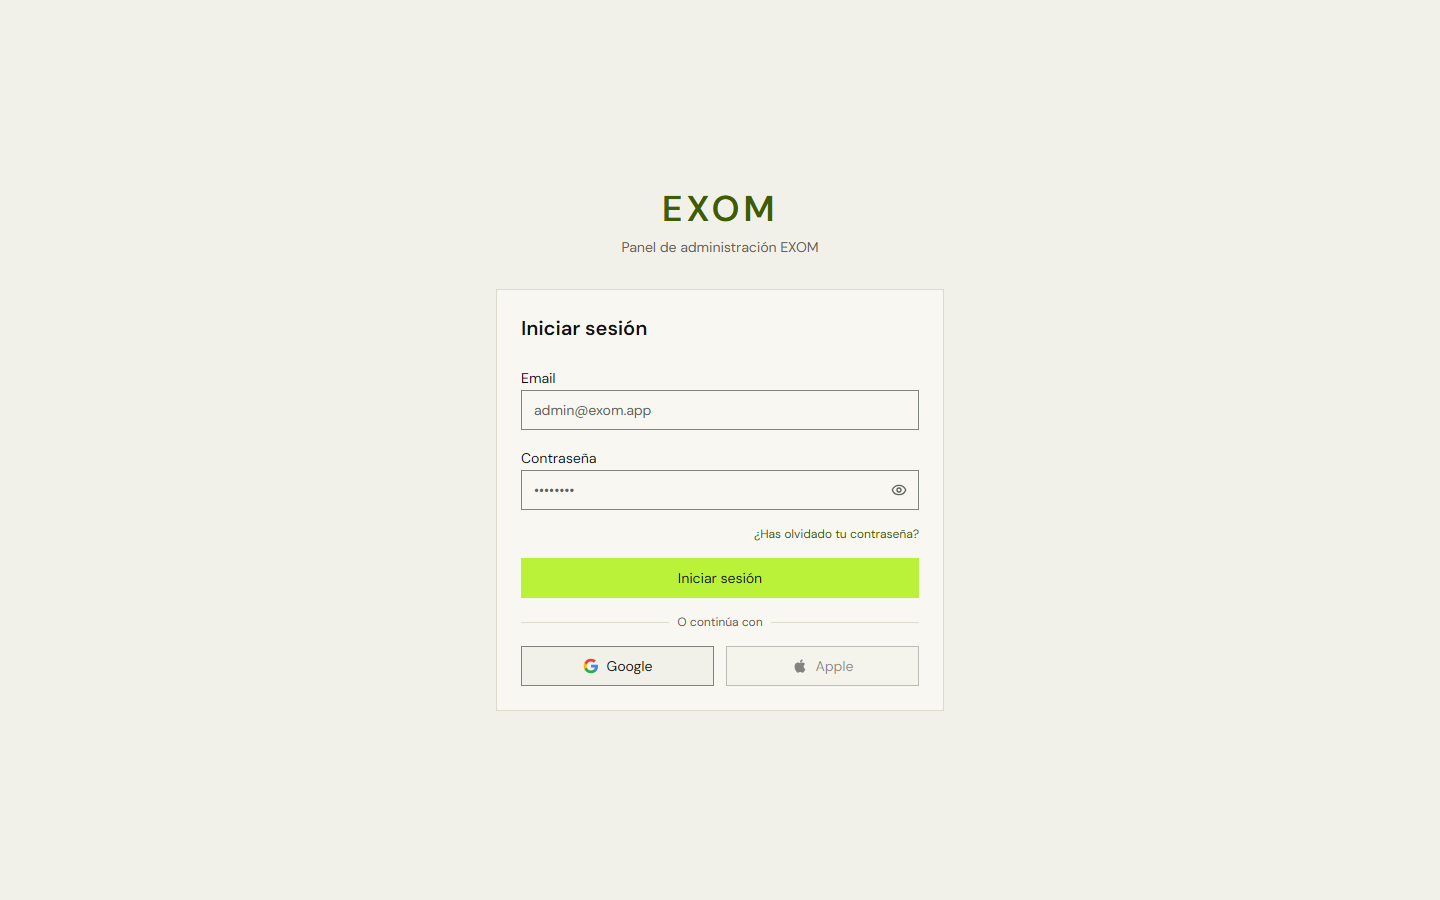 EXOM
Panel de administración EXOM
Iniciar sesión
Email
admin@exom.app
Contraseña
••••••••
¿Has olvidado tu contraseña?
Iniciar sesión
O continúa con
Google
Apple